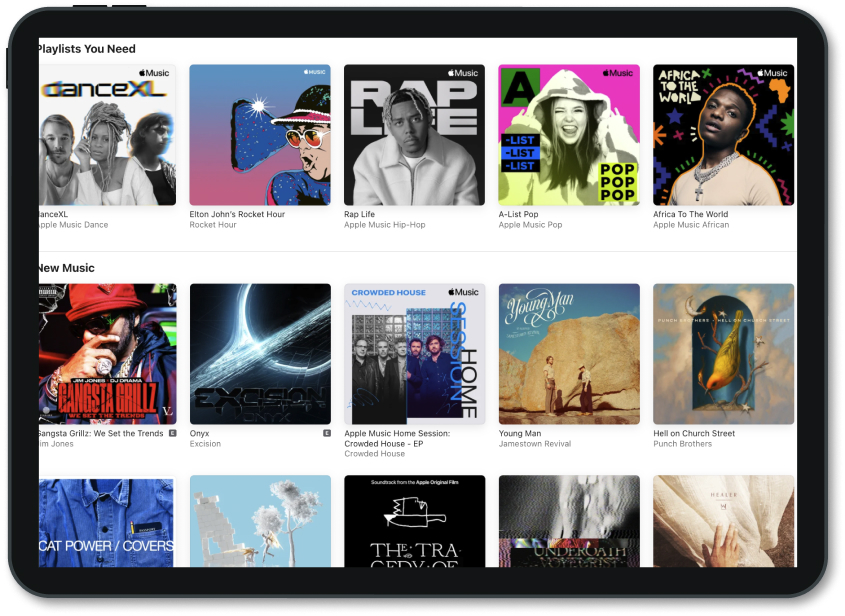 Playlists You Need
Music
danceXL
MUSIC
Music
RAP
LIFE
Music
A
-LIST
-LIST
-LIST
POP
POP
POP
Music
AFRICA
TO THE
WORLD
danceXL
Apple Music Dance
Elton John's Rocket Hour
Rocket Hour
Rap Life
Apple Music Hip-Hop
A-List Pop
Apple Music Pop
Africa To The World
Apple Music African
New Music
JIM JONES · DJ DRAMA
GANGSTA GRILLZ
WE SET THE TRENDS
EXCISION
ONYX
CROWDED HOUSE
Music
HOME
SESSION
Young Man
PUNCH BROTHERS · HELL ON CHURCH STREET
Gangsta Grillz: We Set the Trends E
Jim Jones
Onyx E
Excision
Apple Music Home Session:
Crowded House - EP
Crowded House
Young Man
Jamestown Revival
Hell on Church Street
Punch Brothers
CAT POWER / COVERS
Soundtrack from the Apple Original Film
THE·TRA-
GEDY·OF
UNDEROATH
VOYEURIST
HEALER